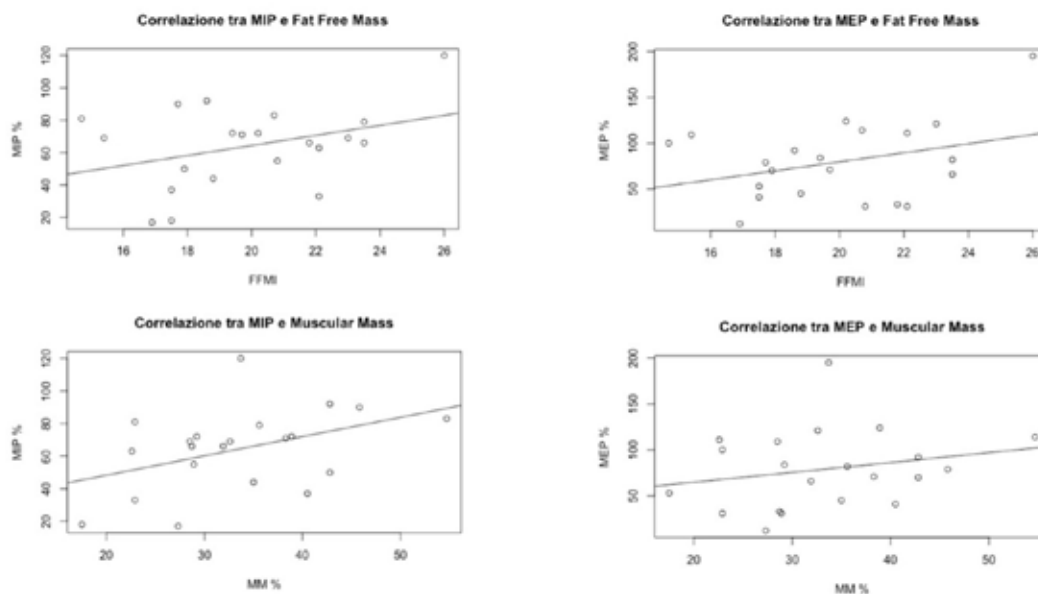 Correlazione tra MIP e Fat Free Mass
MIP %
120
100
80
60
40
20
16 18 20 22 24 26
FFMI
Correlazione tra MEP e Fat Free Mass
MEP %
200
150
100
50
16 18 20 22 24 26
FFMI
Correlazione tra MIP e Muscular Mass
MIP %
120
100
80
60
40
20
20 30 40 50
MM %
Correlazione tra MEP e Muscular Mass
MEP %
200
150
100
50
20 30 40 50
MM %